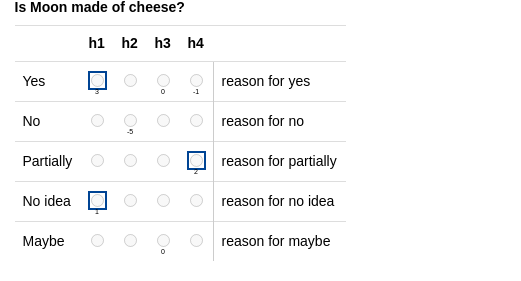 Is Moon made of cheese?
h1 h2 h3 h4
Yes reason for yes
3 0 -1
No reason for no
-5
Partially reason for partially
2
No idea reason for no idea
1
Maybe reason for maybe
0